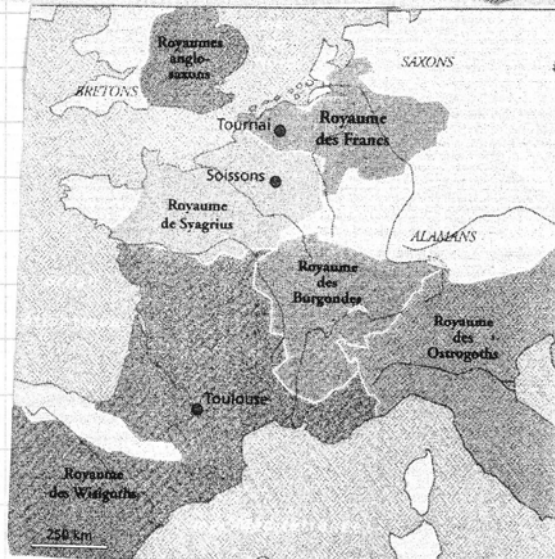 Royaumes
anglo-
saxons
SAXONS
BRETONS
Tournai
Royaume
des Francs
Soissons
Royaume
de Syagrius
ALAMANS
Royaume
des
Burgondes
Royaume
des
Ostrogoths
Toulouse
Royaume
des Wisigoths
250 km